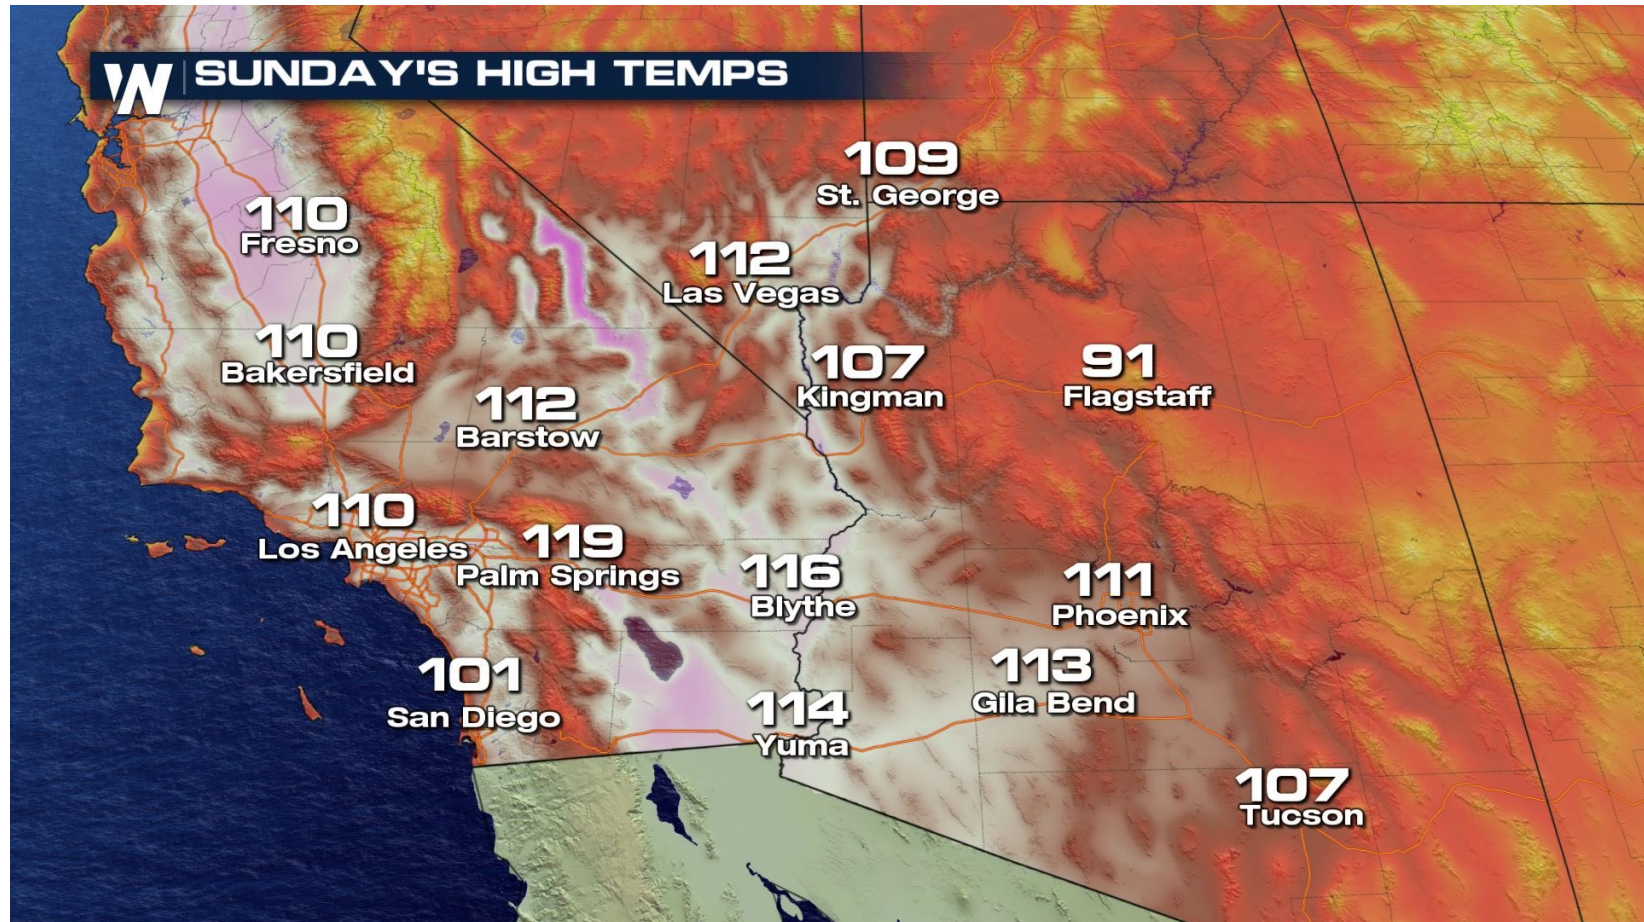 W
SUNDAY'S HIGH TEMPS
109
St. George
110
Fresno
112
Las Vegas
110
Bakersfield
107
Kingman
91
Flagstaff
112
Barstow
110
Los Angeles
119
Palm Springs
116
Blythe
111
Phoenix
101
San Diego
114
Yuma
113
Gila Bend
107
Tucson